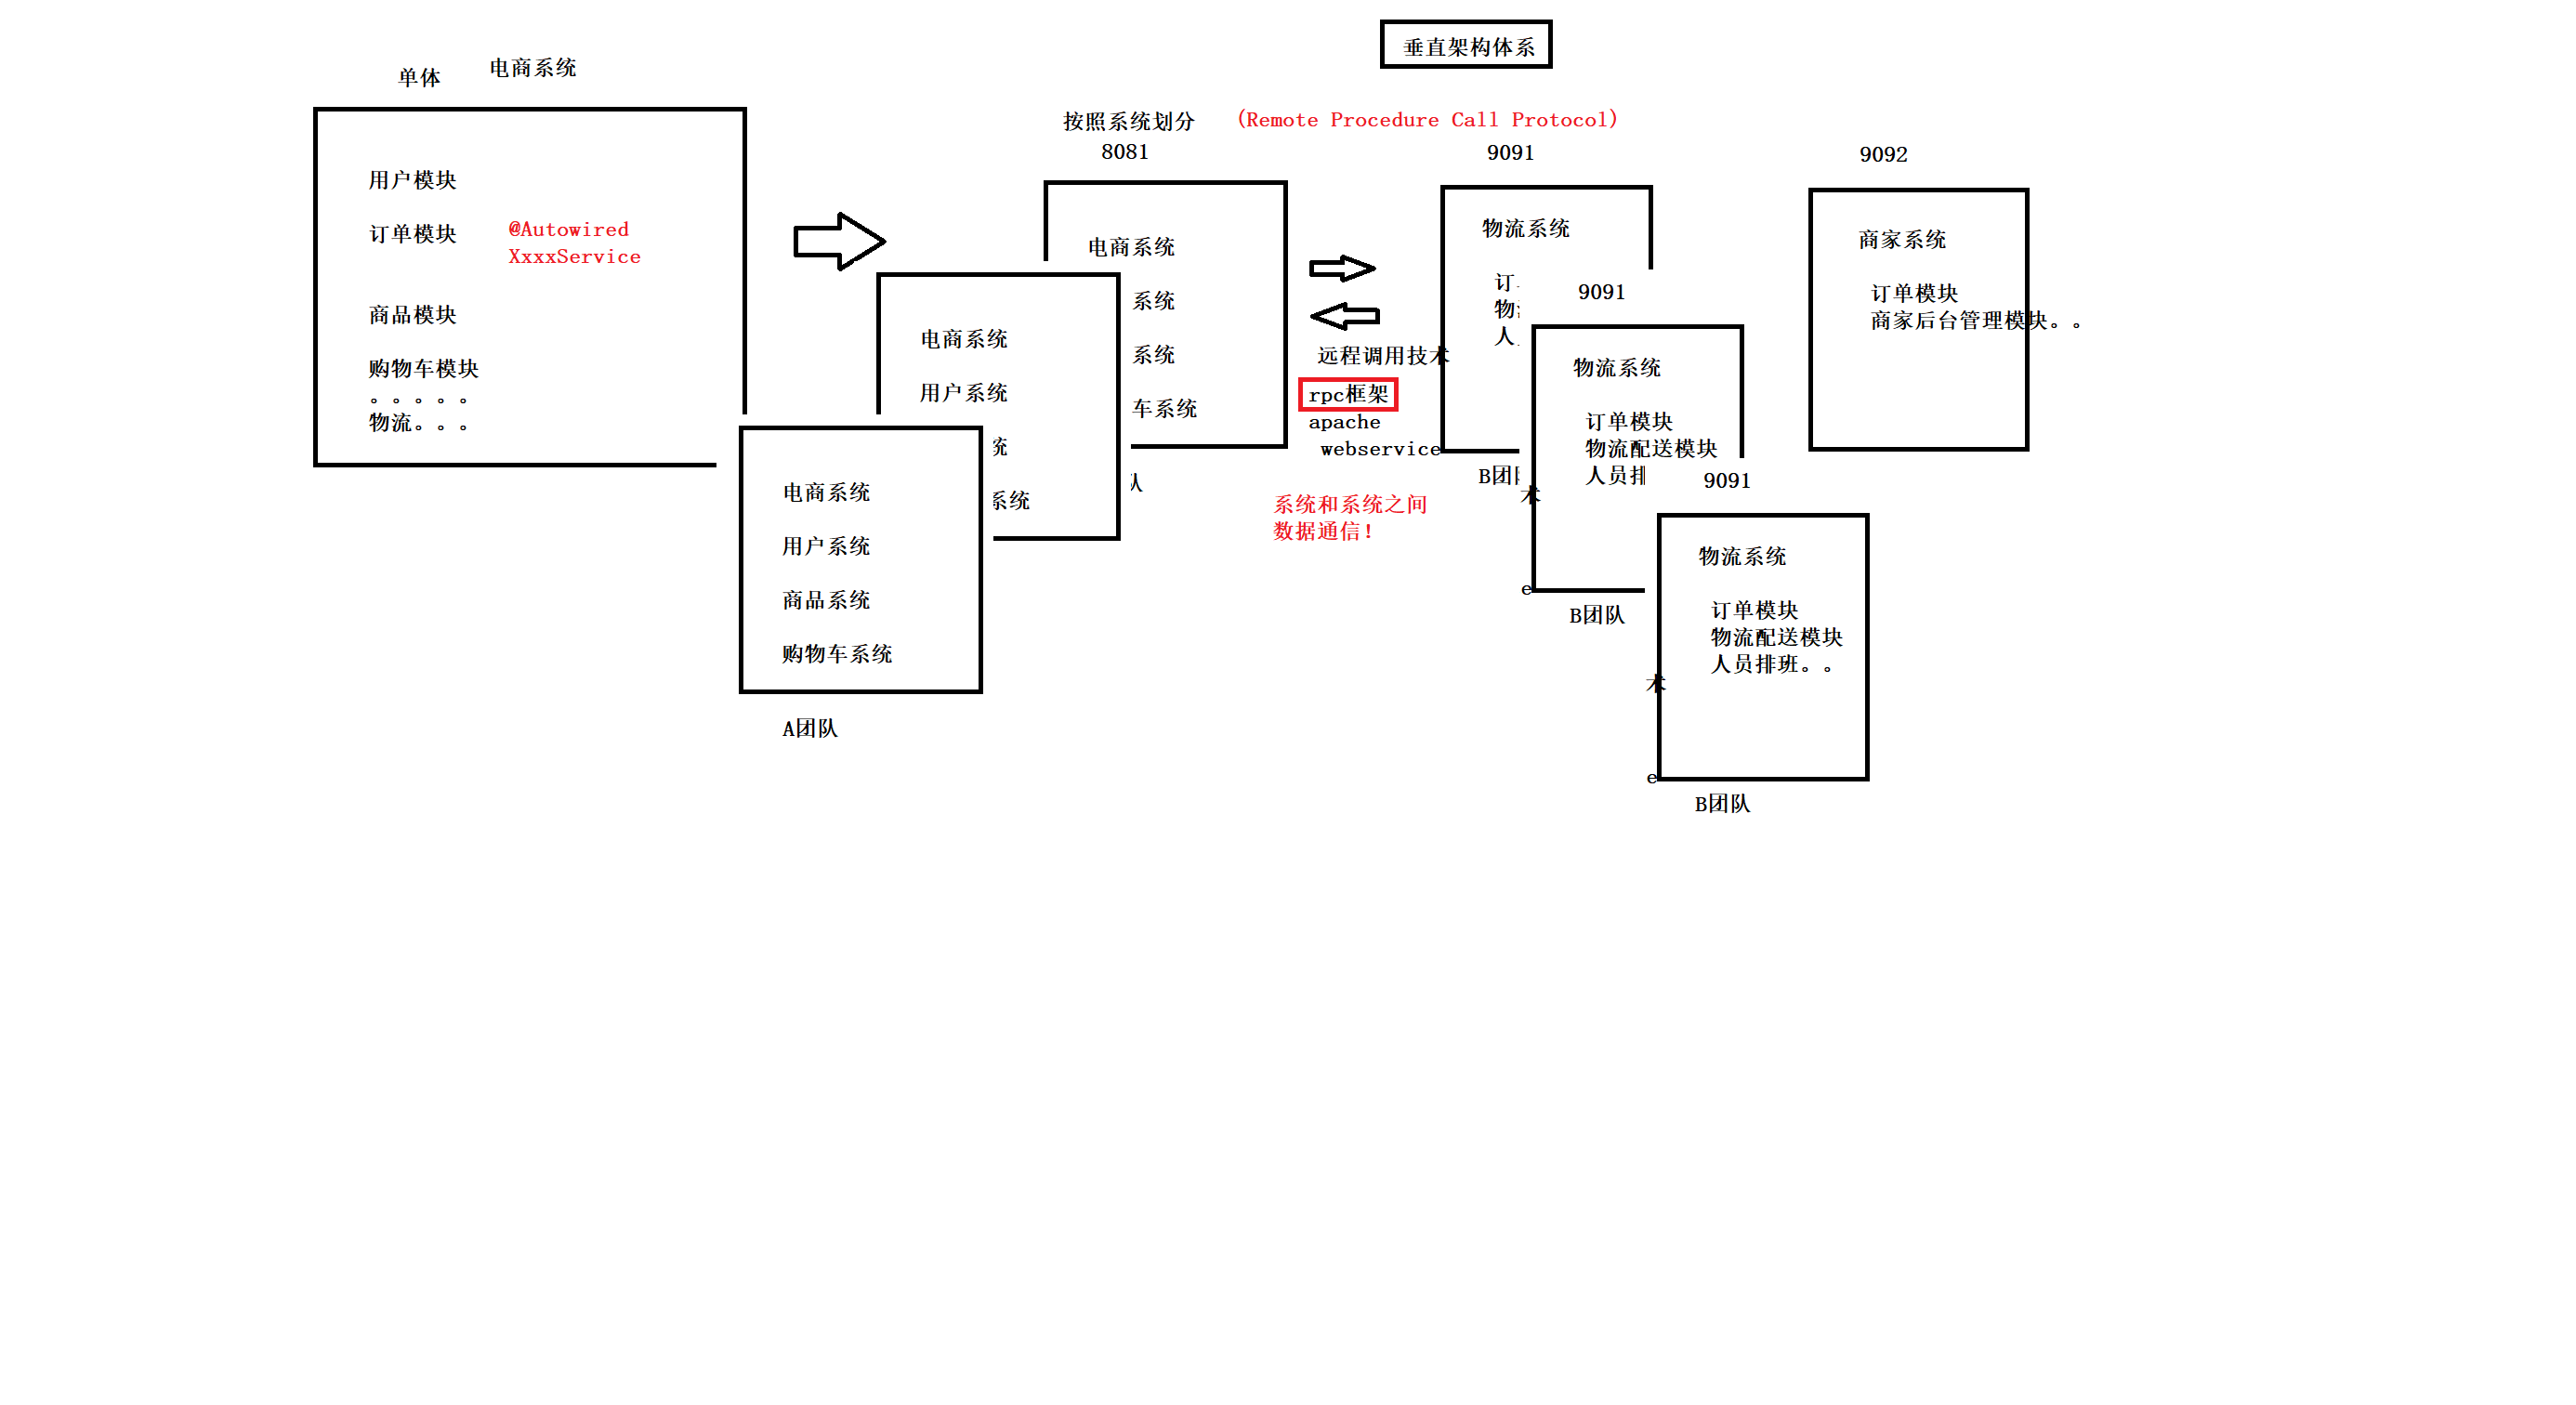 垂直架构体系
单体
电商系统
用户模块
订单模块
@Autowired
XxxxService
商品模块
购物车模块
。。。。。
物流。。。
按照系统划分
(Remote Procedure Call Protocol)
8081
电商系统
系统
系统
车系统
队
电商系统
用户系统
统
系统
电商系统
用户系统
商品系统
购物车系统
A团队
远程调用技术
rpc框架
apache
webservice
系统和系统之间
数据通信!
9091
物流系统
订
物
人
B团
9091
物流系统
订单模块
物流配送模块
人员排
术
e
B团队
9091
物流系统
订单模块
物流配送模块
人员排班。。
术
e
B团队
9092
商家系统
订单模块
商家后台管理模块。。